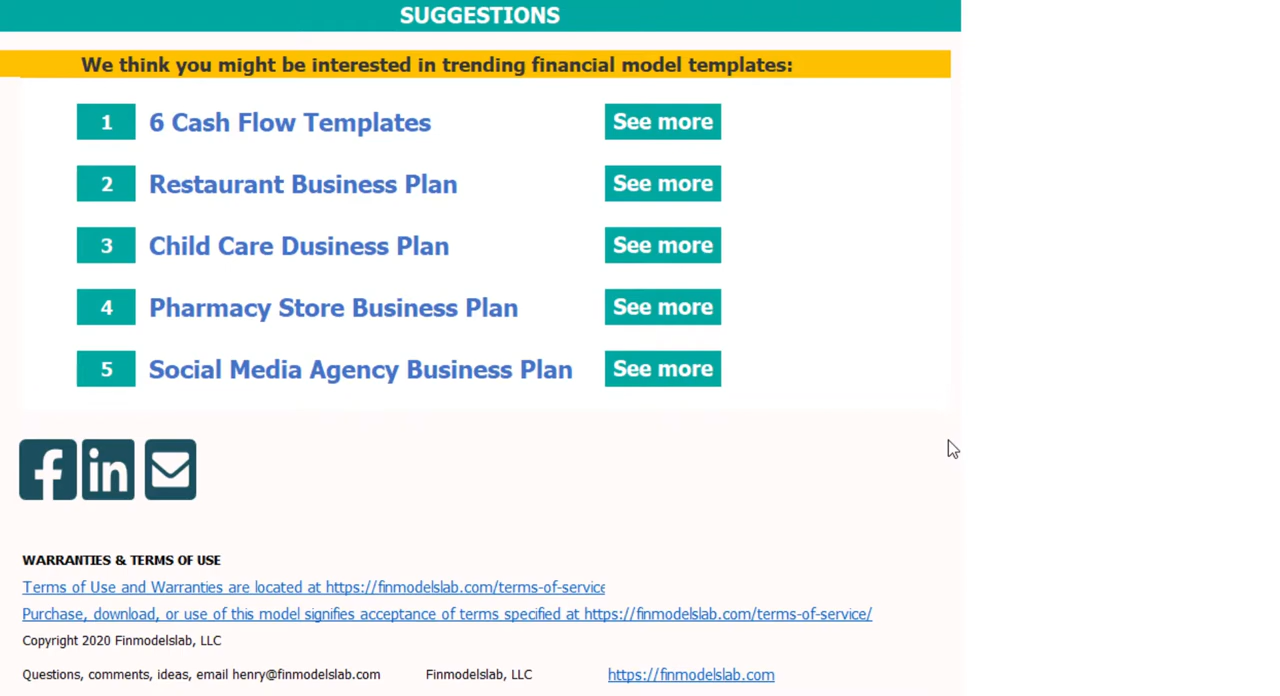 SUGGESTIONS
We think you might be interested in trending financial model templates:
1 6 Cash Flow Templates See more
2 Restaurant Business Plan See more
3 Child Care Dusiness Plan See more
4 Pharmacy Store Business Plan See more
5 Social Media Agency Business Plan See more
f in
WARRANTIES & TERMS OF USE
Terms of Use and Warranties are located at https://finmodelslab.com/terms-of-service
Purchase, download, or use of this model signifies acceptance of terms specified at https://finmodelslab.com/terms-of-service/
Copyright 2020 Finmodelslab, LLC
Questions, comments, ideas, email henry@finmodelslab.com Finmodelslab, LLC https://finmodelslab.com